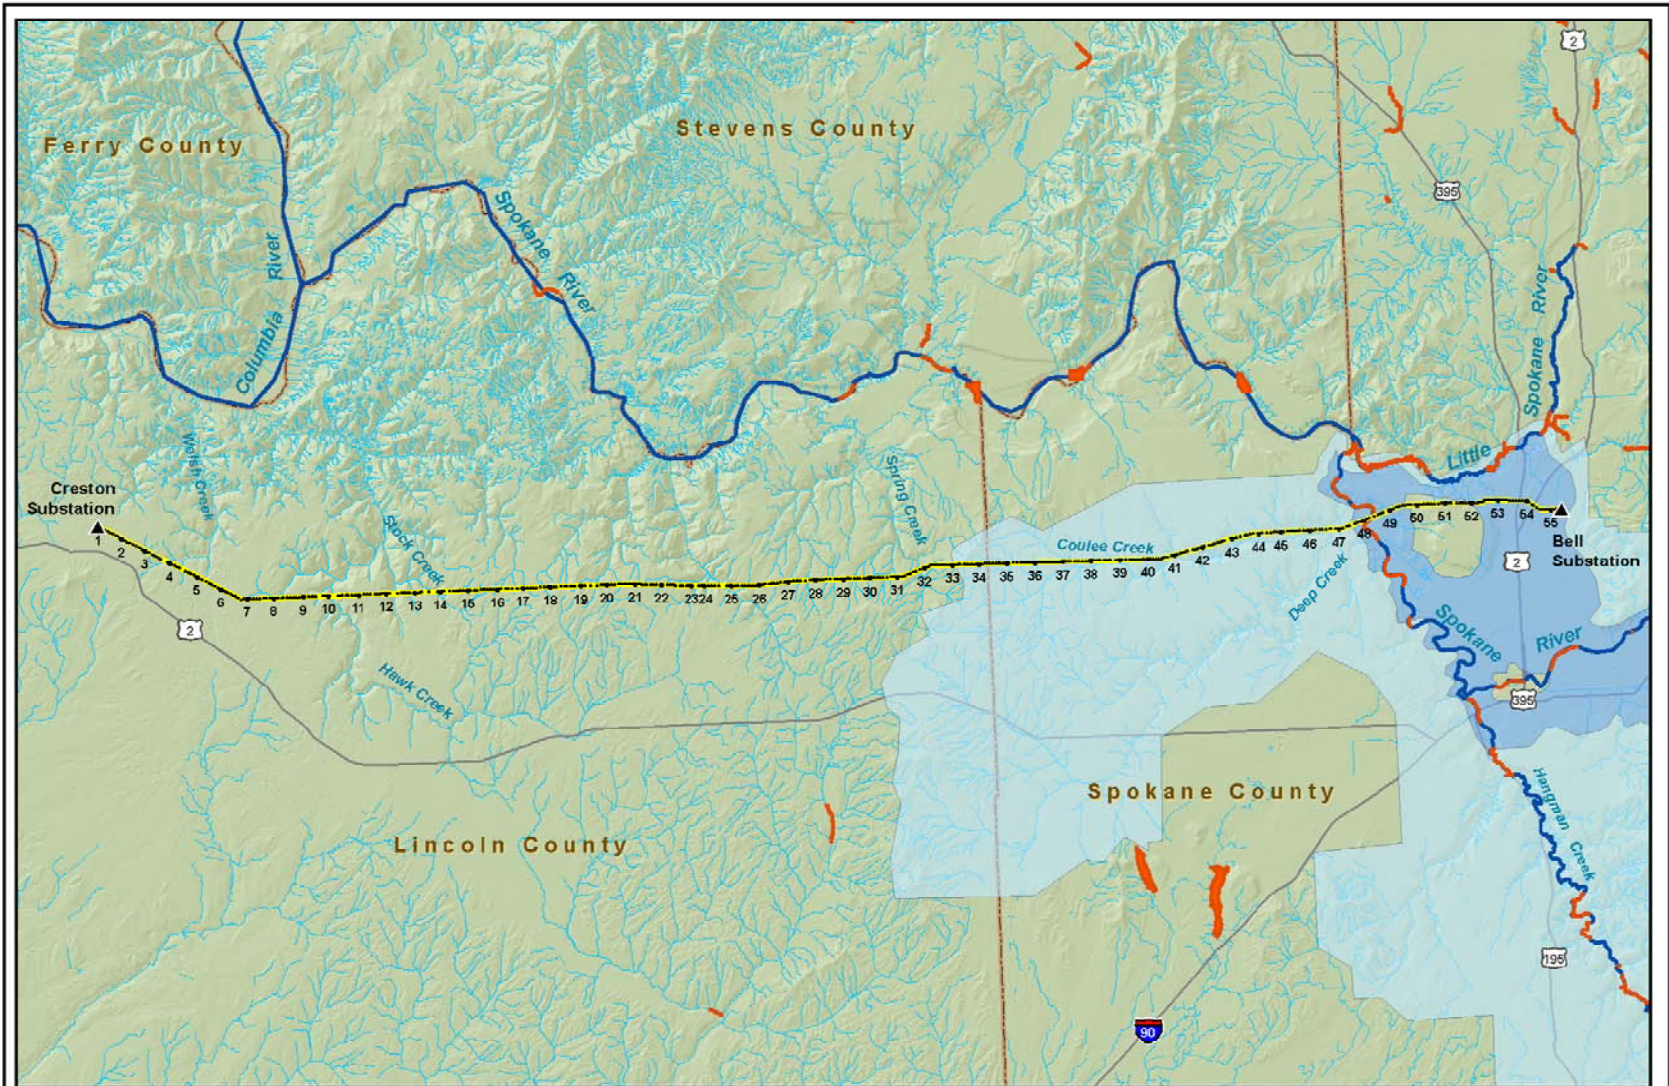 2
Stevens County
Ferry County
395
Spokane
River
River
Columbia
River
Spokane
Little
Welsh Creek
Spring Creek
Creston
Substation
Stock Creek
Coulee Creek
Deep Creek
Bell
Substation
1 2 3 4 5 6 7 8 9 10 11 12 13 14 15 16 17 18 19 20 21 22 23 24 25 26 27 28 29 30 31 32 33 34 35 36 37 38 39 40 41 42 43 44 45 46 47 48 49 50 51 52 53 54 55
2
2
Spokane
River
Hawk Creek
395
Spokane County
Hangman Creek
Lincoln County
195
90